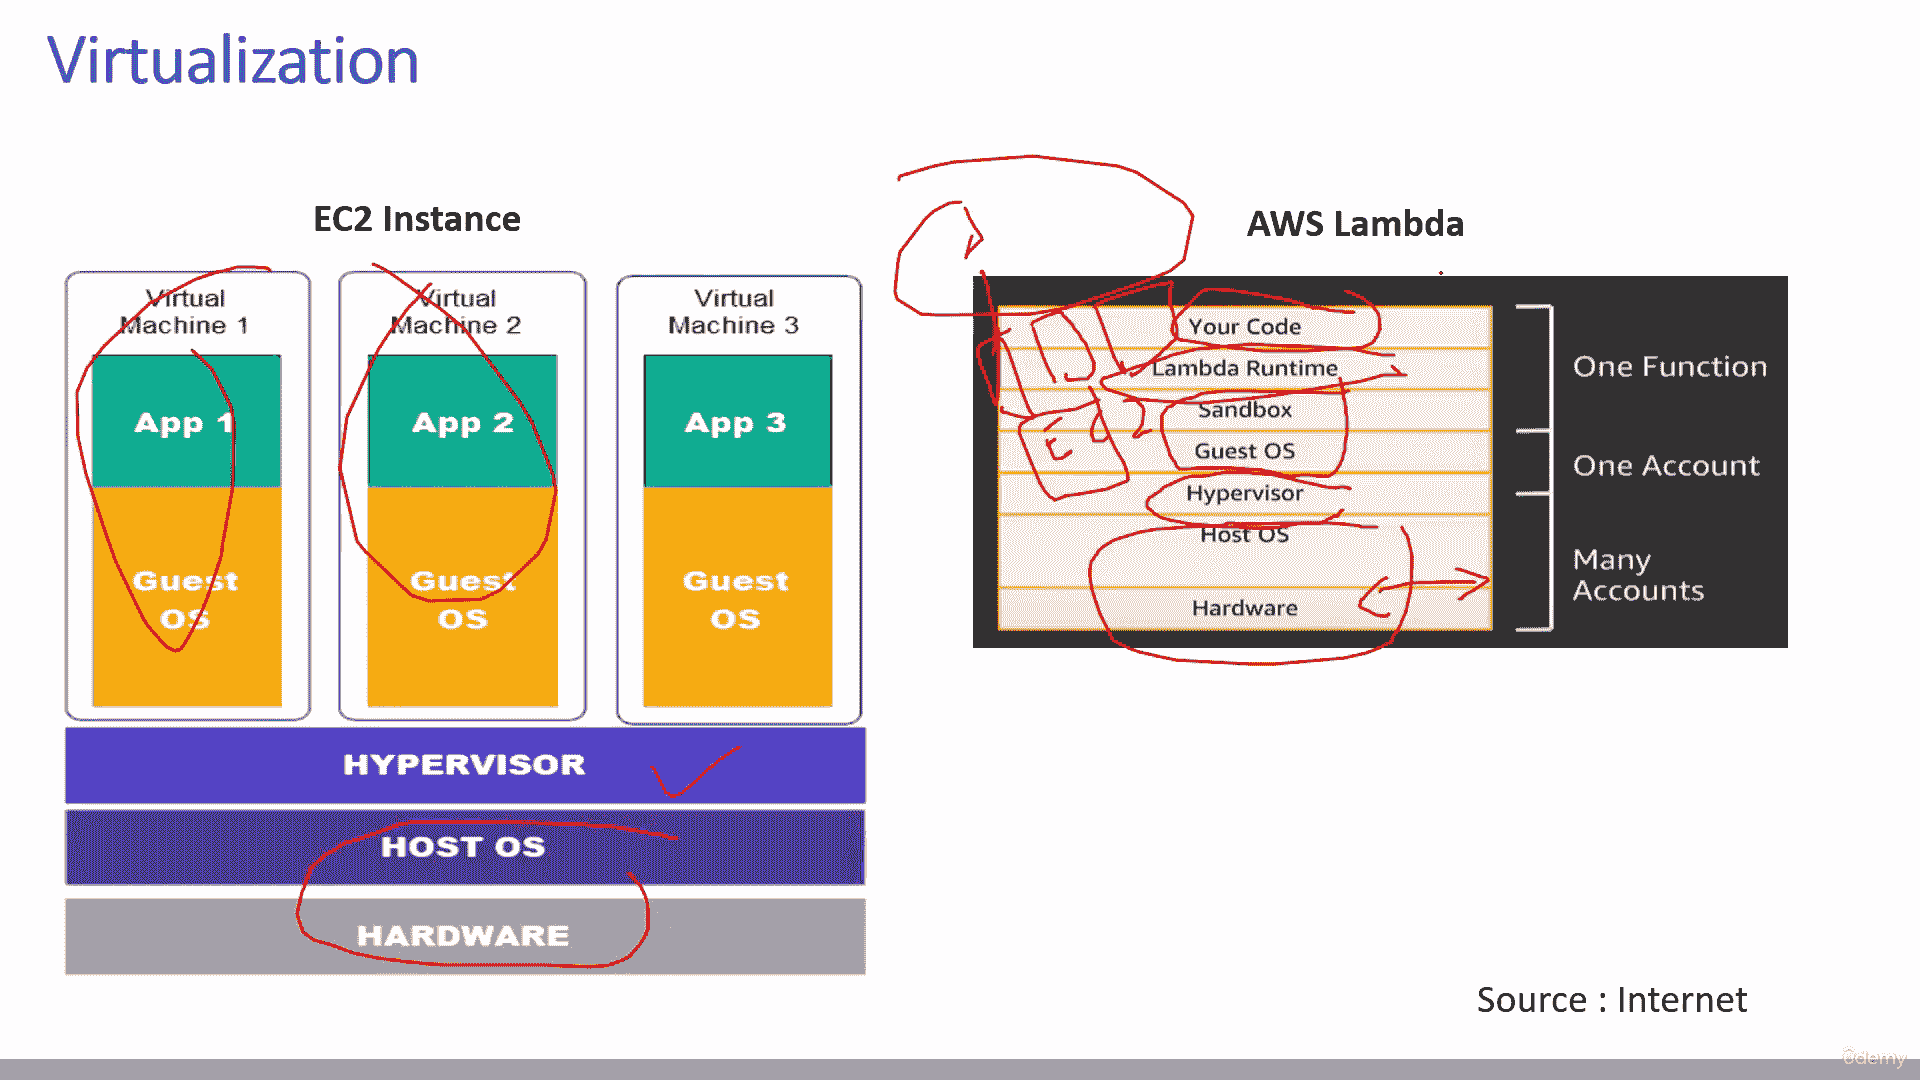 Virtualization
EC2 Instance
Virtual
Machine 1
App 1
Guest
OS
Virtual
Machine 2
App 2
Guest
OS
Virtual
Machine 3
App 3
Guest
OS
HYPERVISOR
HOST OS
HARDWARE
AWS Lambda
Your Code
Lambda Runtime
Sandbox
Guest OS
Hypervisor
Host OS
Hardware
One Function
One Account
Many
Accounts
E
Source : Internet
ûdemy